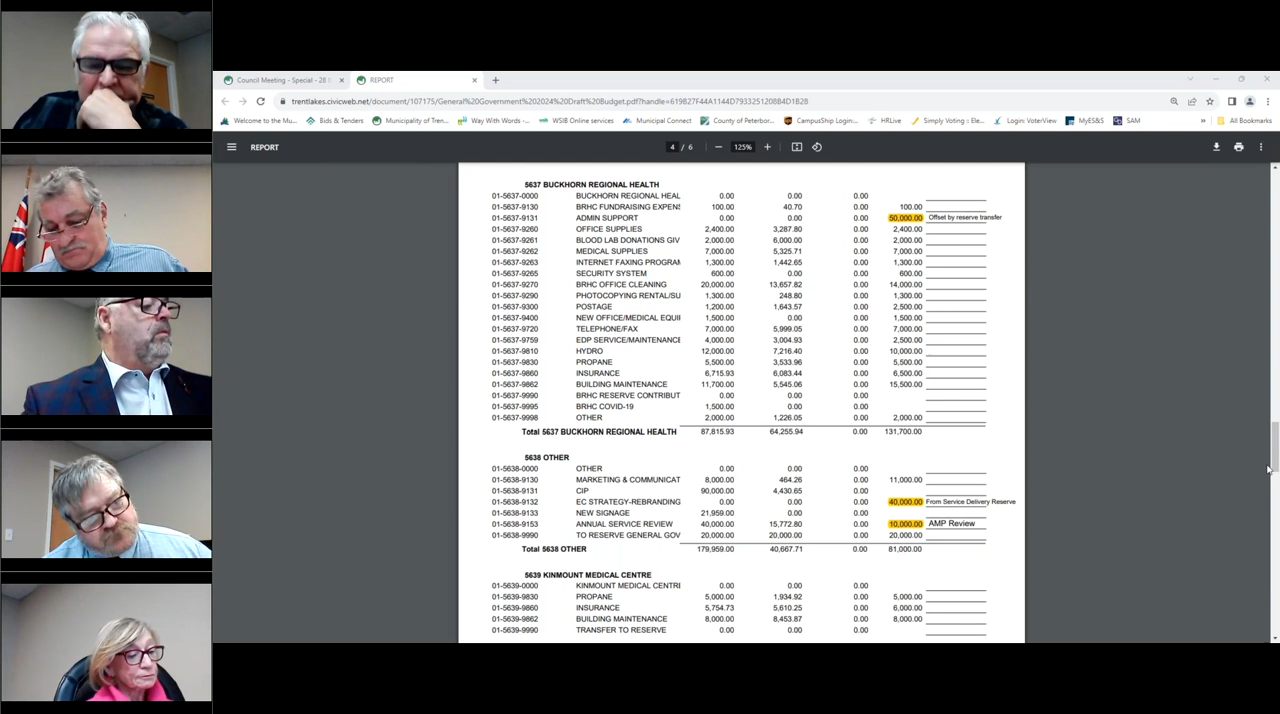 Council Meeting - Special - 28
REPORT
trentlakes.civicweb.net/document/107175/General%20Government%202024%20Draft%20Budget.pdf?handle=619B27F44A1144D7933251208B4D1B28
Welcome to the Mu... Bids & Tenders Municipality of Tren... Way With Words -... WSIB Online services Municipal Connect County of Peterbor... CampusShip Login... HRLive Simply Voting :: Ele... Login: VoterView MyES&S SAM » All Bookmarks
REPORT 4 / 6 125%
5637 BUCKHORN REGIONAL HEALTH
01-5637-0000 BUCKHORN REGIONAL HEAL 0.00 0.00 0.00
01-5637-9130 BRHC FUNDRAISING EXPENS 100.00 40.70 0.00 100.00
01-5637-9131 ADMIN SUPPORT 0.00 0.00 0.00 50,000.00 Offset by reserve transfer
01-5637-9260 OFFICE SUPPLIES 2,400.00 3,287.80 0.00 2,400.00
01-5637-9261 BLOOD LAB DONATIONS GIV 2,000.00 6,000.00 0.00 2,000.00
01-5637-9262 MEDICAL SUPPLIES 7,000.00 5,325.71 0.00 7,000.00
01-5637-9263 INTERNET FAXING PROGRAM 1,300.00 1,442.65 0.00 1,300.00
01-5637-9265 SECURITY SYSTEM 600.00 0.00 0.00 600.00
01-5637-9270 BRHC OFFICE CLEANING 20,000.00 13,657.82 0.00 14,000.00
01-5637-9290 PHOTOCOPYING RENTAL/SU 1,300.00 248.80 0.00 1,300.00
01-5637-9300 POSTAGE 1,200.00 1,643.57 0.00 2,500.00
01-5637-9400 NEW OFFICE/MEDICAL EQUI 1,500.00 0.00 0.00 1,500.00
01-5637-9720 TELEPHONE/FAX 7,000.00 5,999.05 0.00 7,000.00
01-5637-9759 EDP SERVICE/MAINTENANCE 4,000.00 3,004.93 0.00 2,500.00
01-5637-9810 HYDRO 12,000.00 7,216.40 0.00 10,000.00
01-5637-9830 PROPANE 5,500.00 3,533.96 0.00 5,500.00
01-5637-9860 INSURANCE 6,715.93 6,083.44 0.00 6,500.00
01-5637-9862 BUILDING MAINTENANCE 11,700.00 5,545.06 0.00 15,500.00
01-5637-9990 BRHC RESERVE CONTRIBUT 0.00 0.00 0.00
01-5637-9995 BRHC COVID-19 1,500.00 0.00 0.00
01-5637-9998 OTHER 2,000.00 1,226.05 0.00 2,000.00
Total 5637 BUCKHORN REGIONAL HEALTH 87,815.93 64,255.94 0.00 131,700.00
5638 OTHER
01-5638-0000 OTHER 0.00 0.00 0.00
01-5638-9130 MARKETING & COMMUNICAT 8,000.00 464.26 0.00 11,000.00
01-5638-9131 CIP 90,000.00 4,430.65 0.00
01-5638-9132 EC STRATEGY-REBRANDING 0.00 0.00 0.00 40,000.00 From Service Delivery Reserve
01-5638-9133 NEW SIGNAGE 21,959.00 0.00 0.00
01-5638-9153 ANNUAL SERVICE REVIEW 40,000.00 15,772.80 0.00 10,000.00 AMP Review
01-5638-9990 TO RESERVE GENERAL GOV 20,000.00 20,000.00 0.00 20,000.00
Total 5638 OTHER 179,959.00 40,667.71 0.00 81,000.00
5639 KINMOUNT MEDICAL CENTRE
01-5639-0000 KINMOUNT MEDICAL CENTRE 0.00 0.00 0.00
01-5639-9830 PROPANE 5,000.00 1,934.92 0.00 5,000.00
01-5639-9860 INSURANCE 5,754.73 5,610.25 0.00 6,000.00
01-5639-9862 BUILDING MAINTENANCE 8,000.00 8,453.87 0.00 8,000.00
01-5639-9990 TRANSFER TO RESERVE 0.00 0.00 0.00